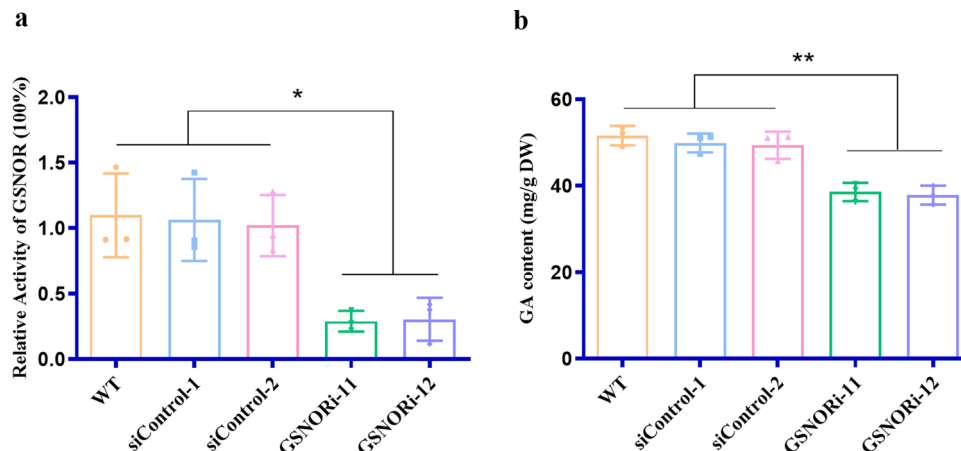 a
Relative Activity of GSNOR (100%)
2.0
1.5
1.0
0.5
0.0
*
WT
siControl-1
siControl-2
GSNORi-11
GSNORi-12
b
GA content (mg/g DW)
60
40
20
0
**
WT
siControl-1
siControl-2
GSNORi-11
GSNORi-12